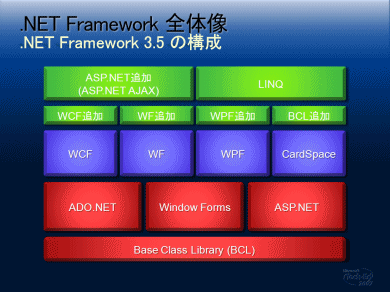 .NET Framework 全体像
.NET Framework 3.5 の構成
ASP.NET追加
(ASP.NET AJAX)
LINQ
WCF追加
WF追加
WPF追加
BCL追加
WCF
WF
WPF
CardSpace
ADO.NET
Window Forms
ASP.NET
Base Class Library (BCL)
Microsoft